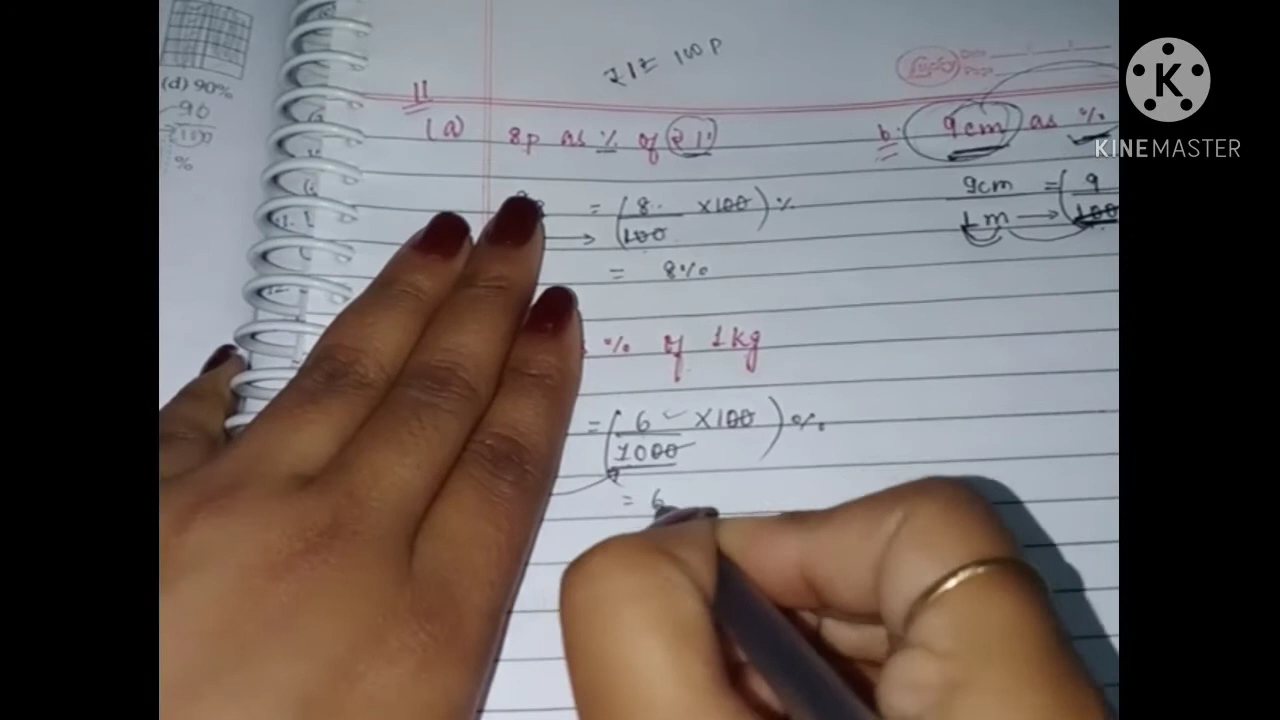 (d) 90%
90
100
%
₹1 = 100 P
11
(a) 8p as % of ₹ 1.
= ( 8 / 100 × 100 ) %
= 8%
b. 9cm as %
9cm = ( 9
1m → 100
% of 1kg
= ( 6 / 1000 × 100 ) %
= 6
KINEMASTER